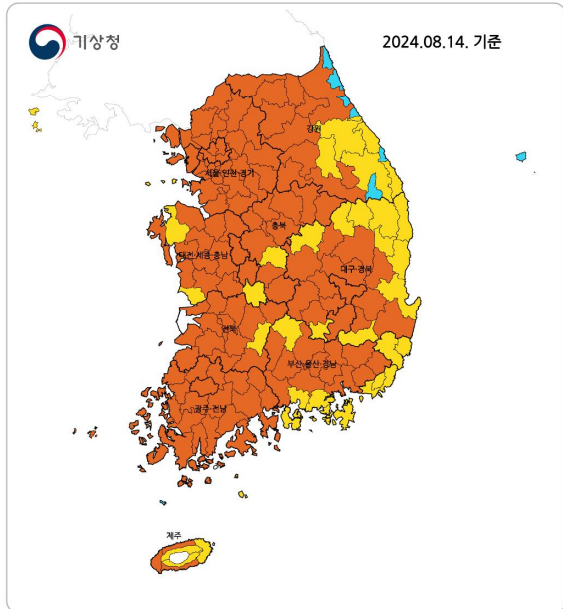 기상청
2024.08.14. 기준
강원
서울·인천·경기
충북
대전·세종·충남
대구·경북
전북
부산·울산·경남
광주·전남
제주